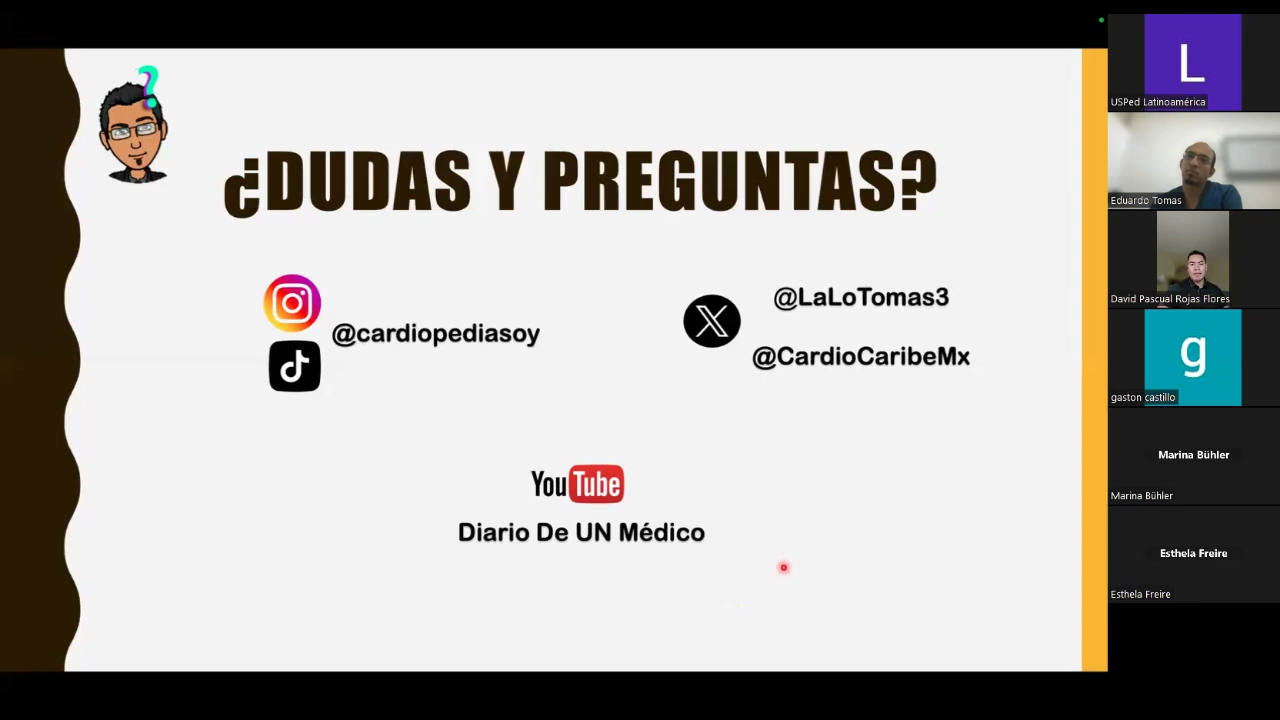 ¿DUDAS Y PREGUNTAS?
@cardiopediasoy
@LaLoTomas3
@CardioCaribeMx
YouTube
Diario De UN Médico
L
USPed Latinoamérica
Eduardo Tomas
David Pascual Rojas Flores
g
gaston castillo
Marina Bühler
Marina Bühler
Esthela Freire
Esthela Freire